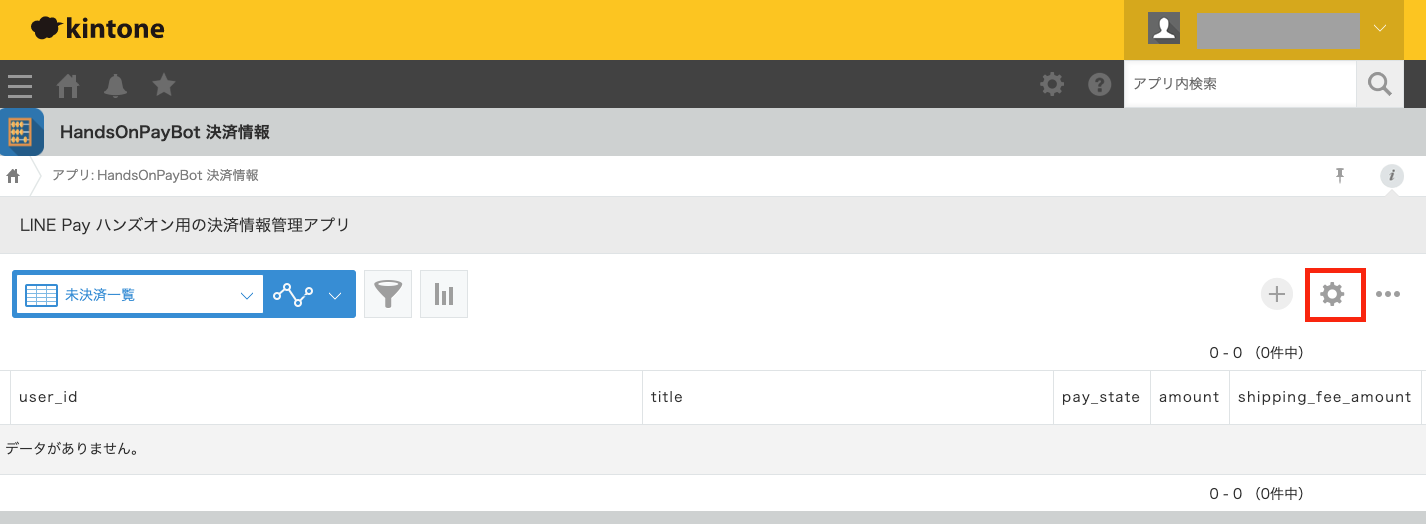 kintone
アプリ内検索
HandsOnPayBot 決済情報
アプリ: HandsOnPayBot 決済情報
LINE Pay ハンズオン用の決済情報管理アプリ
未決済一覧
0 - 0 （0件中）
user_id title pay_state amount shipping_fee_amount
データがありません。
0 - 0 （0件中）